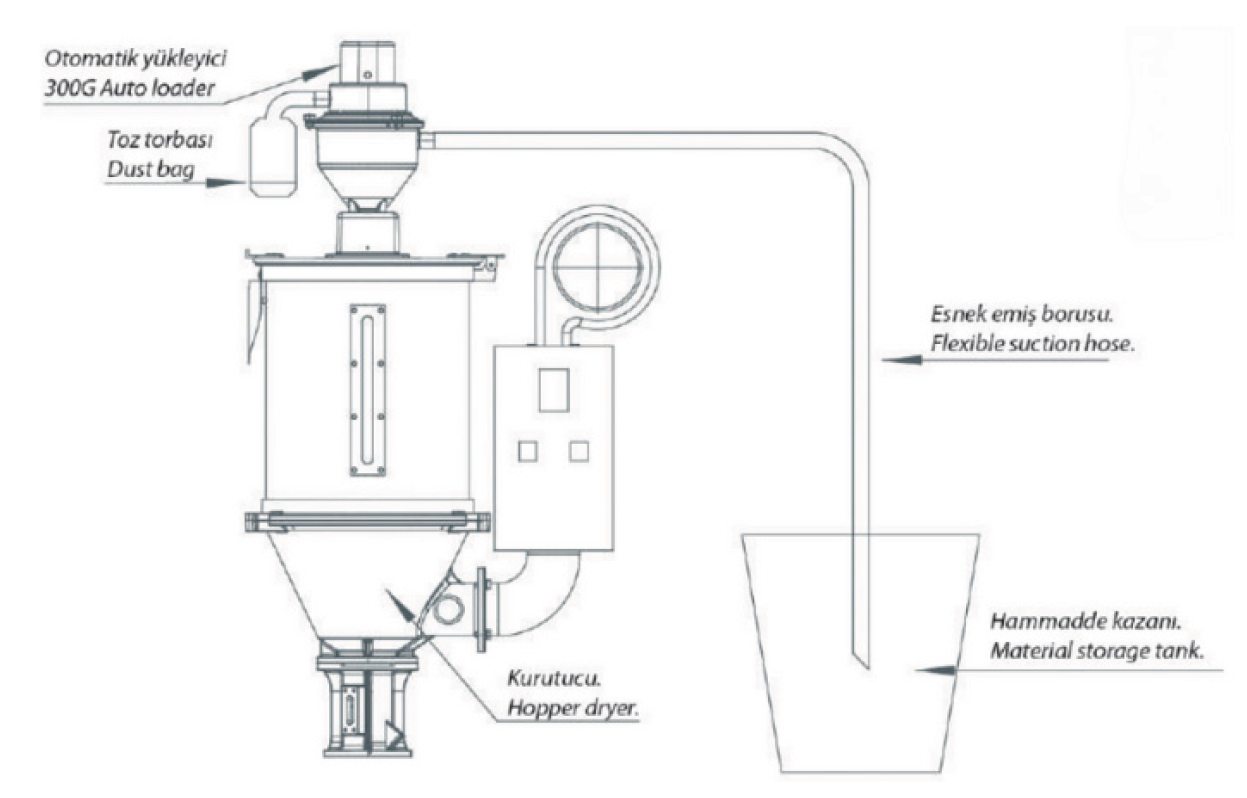 Otomatik yükleyici
300G Auto loader
Toz torbası
Dust bag
Esnek emiş borusu.
Flexible suction hose.
Hammadde kazanı.
Material storage tank.
Kurutucu.
Hopper dryer.